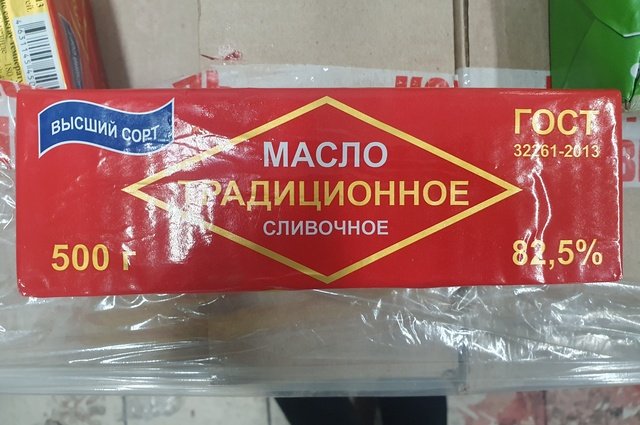 ВЫСШИЙ СОРТ
ГОСТ
32261-2013
МАСЛО
ТРАДИЦИОННОЕ
СЛИВОЧНОЕ
500 г
82,5%